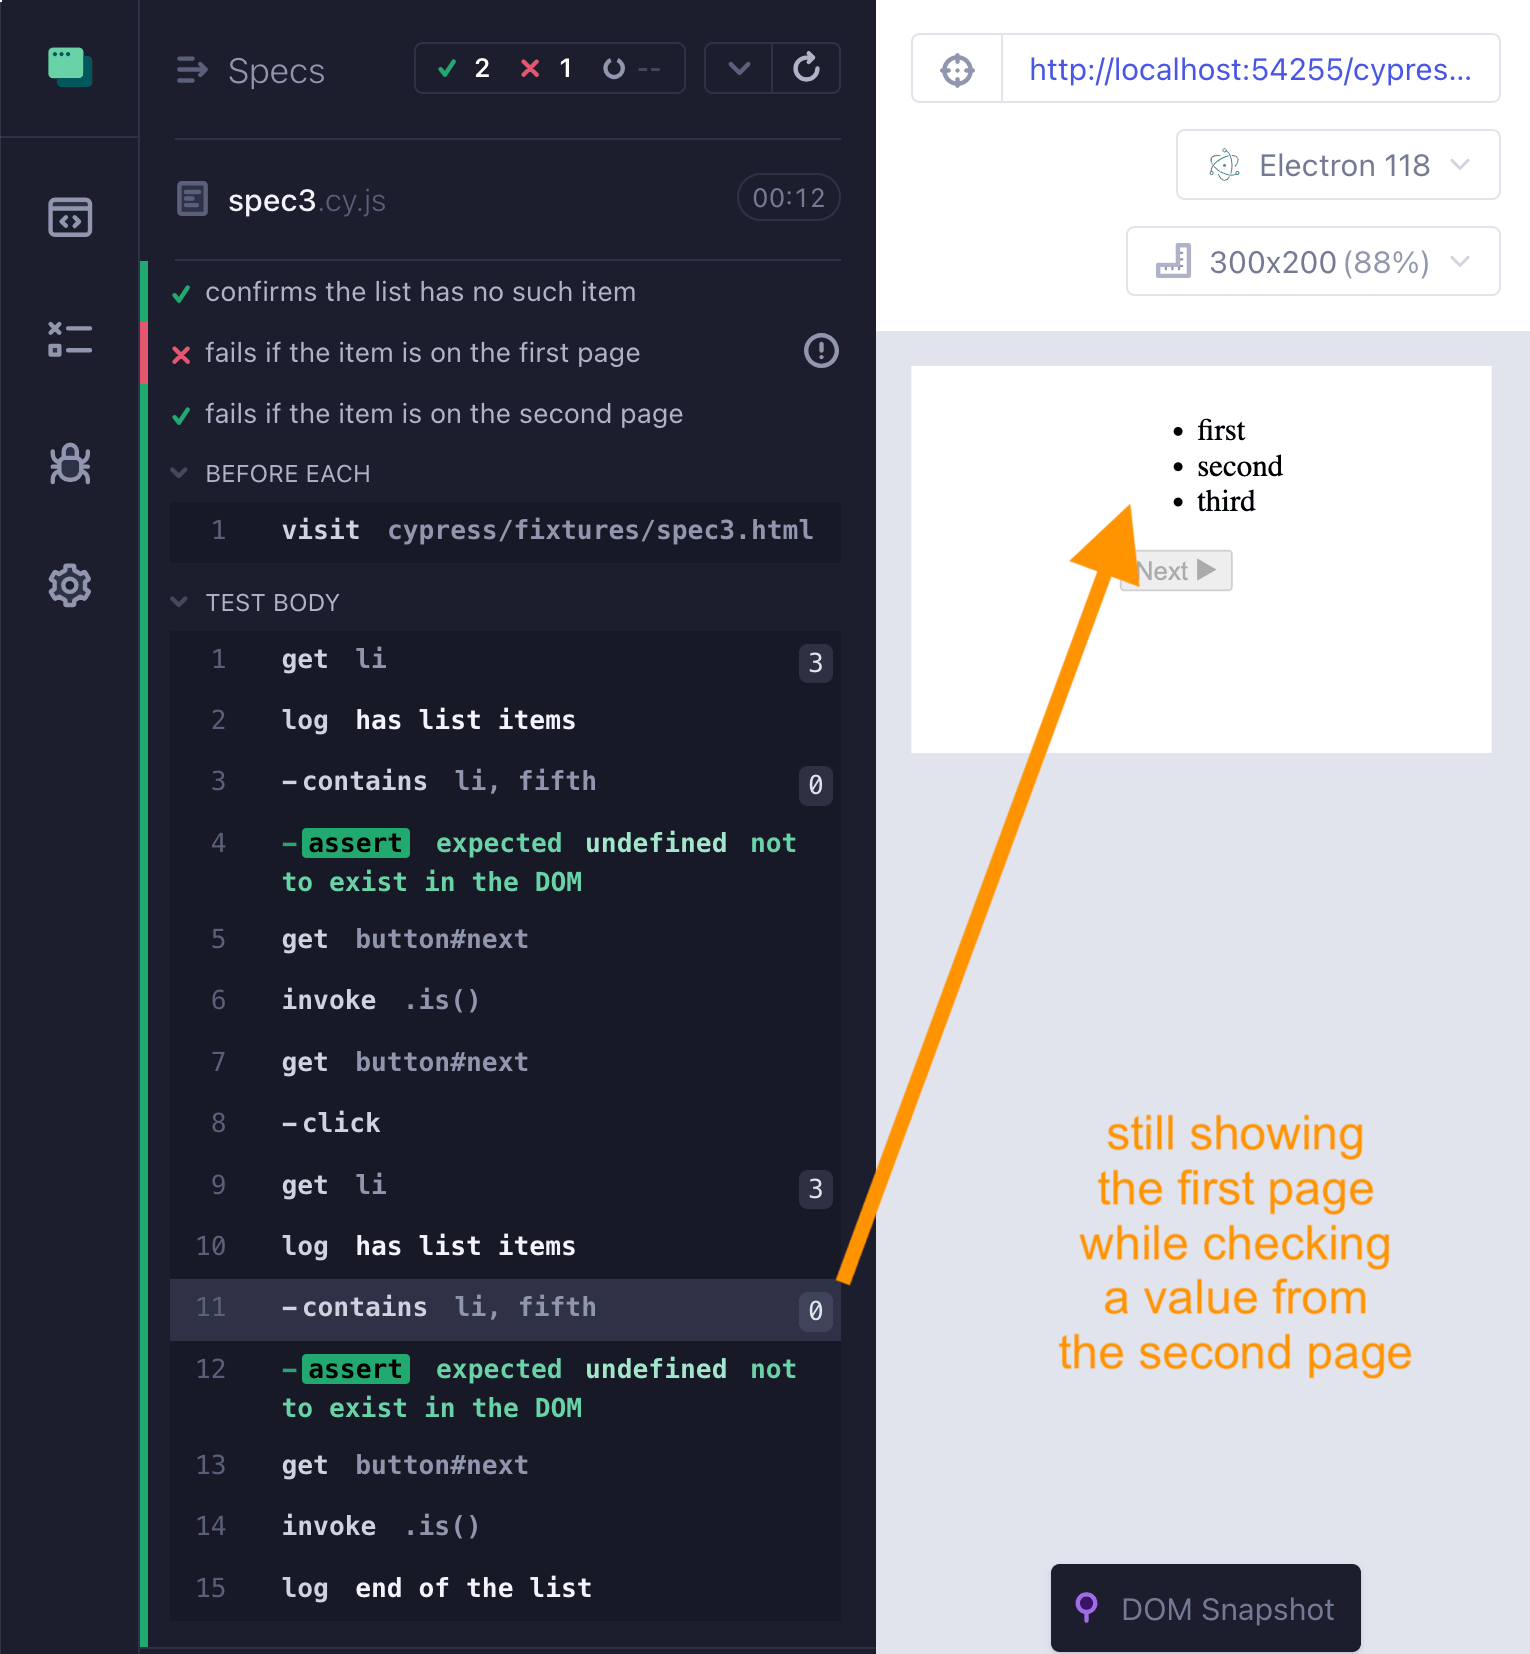 Specs
2 1 --
spec3.cy.js 00:12
confirms the list has no such item
fails if the item is on the first page
fails if the item is on the second page
BEFORE EACH
1 visit cypress/fixtures/spec3.html
TEST BODY
1 get li 3
2 log has list items
3 -contains li, fifth 0
4 -assert expected undefined not
to exist in the DOM
5 get button#next
6 invoke .is()
7 get button#next
8 -click
9 get li 3
10 log has list items
11 -contains li, fifth 0
12 -assert expected undefined not
to exist in the DOM
13 get button#next
14 invoke .is()
15 log end of the list
http://localhost:54255/cypres...
Electron 118
300x200 (88%)
• first
• second
• third
Next ▶
still showing
the first page
while checking
a value from
the second page
DOM Snapshot